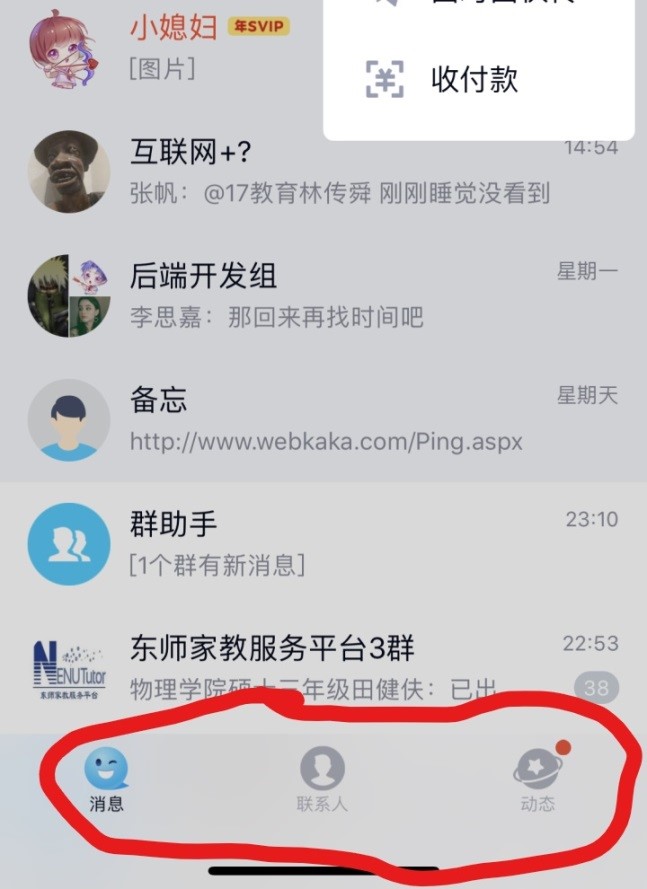 小媳妇 年SVIP
[图片]
收付款
互联网+?
14:54
张帆：@17教育林传舜 刚刚睡觉没看到
后端开发组
星期一
李思嘉：那回来再找时间吧
备忘
星期天
http://www.webkaka.com/Ping.aspx
群助手
23:10
[1个群有新消息]
NENUTutor
东师家教服务平台
东师家教服务平台3群
22:53
物理学院硕士三年级田健伕：已出
38
消息
联系人
动态